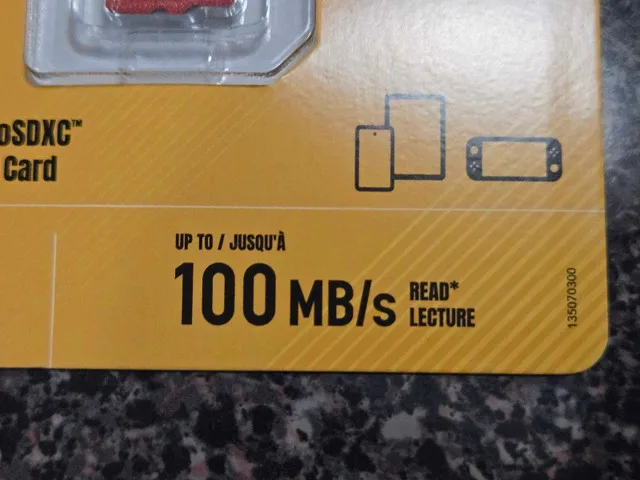 oSDXC™
Card
UP TO / JUSQU'À
100 MB/s READ*
LECTURE
135070300